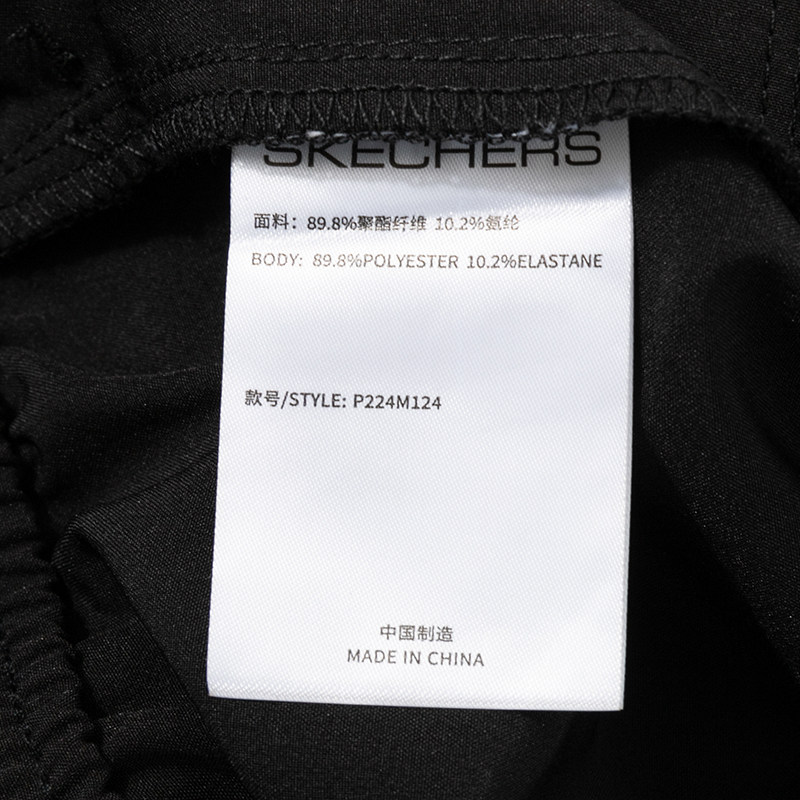 SKECHERS
面料：89.8%聚酯纤维 10.2%氨纶
BODY: 89.8%POLYESTER 10.2%ELASTANE
款号/STYLE: P224M124
中国制造
MADE IN CHINA